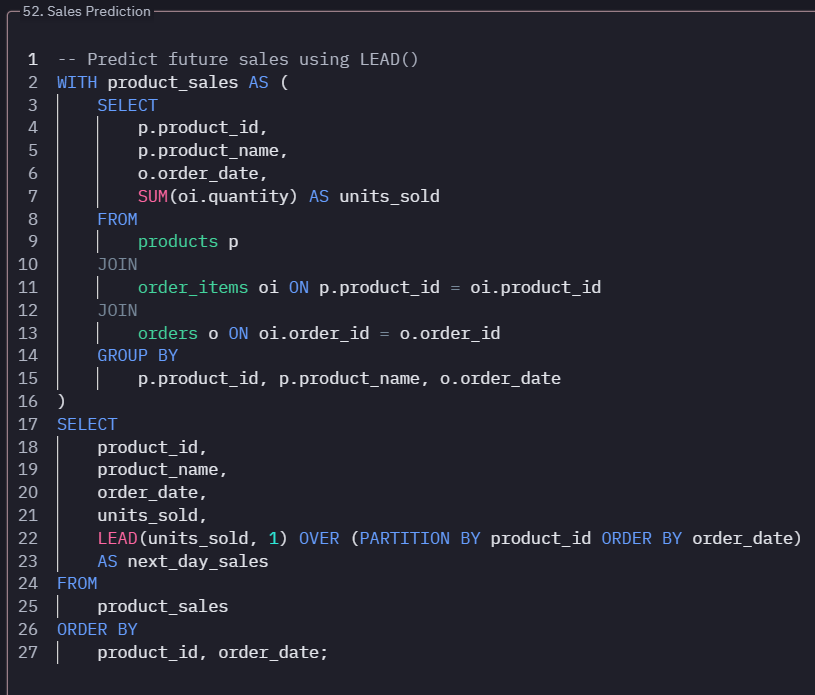 52. Sales Prediction
1 -- Predict future sales using LEAD()
2 WITH product_sales AS (
3 SELECT
4 p.product_id,
5 p.product_name,
6 o.order_date,
7 SUM(oi.quantity) AS units_sold
8 FROM
9 products p
10 JOIN
11 order_items oi ON p.product_id = oi.product_id
12 JOIN
13 orders o ON oi.order_id = o.order_id
14 GROUP BY
15 p.product_id, p.product_name, o.order_date
16 )
17 SELECT
18 product_id,
19 product_name,
20 order_date,
21 units_sold,
22 LEAD(units_sold, 1) OVER (PARTITION BY product_id ORDER BY order_date)
23 AS next_day_sales
24 FROM
25 product_sales
26 ORDER BY
27 product_id, order_date;